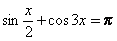 sin x/2 + cos 3x = π